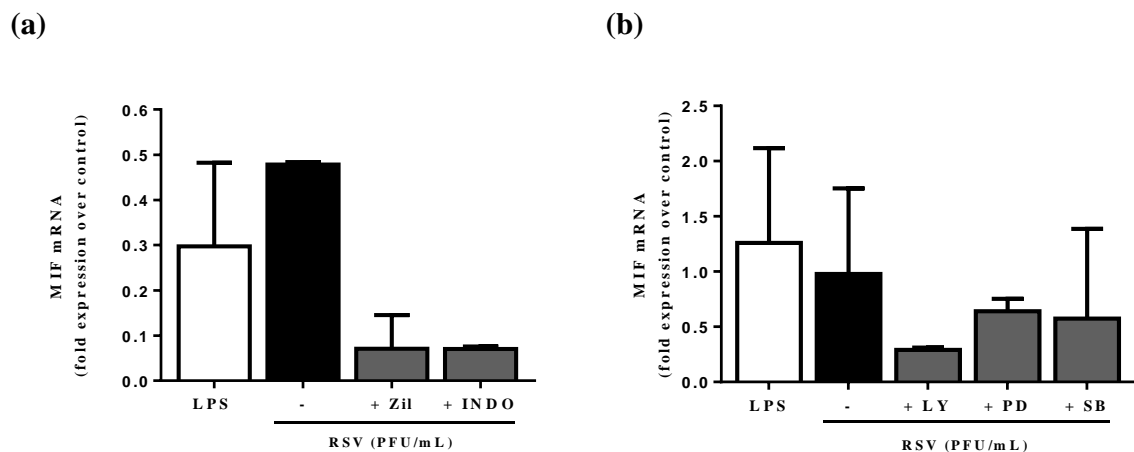 (a)
MIF mRNA
(fold expression over control)
0.6
0.5
0.4
0.3
0.2
0.1
0.0
LPS - + Zil + INDO
RSV (PFU/mL)
(b)
MIF mRNA
(fold expression over control)
2.5
2.0
1.5
1.0
0.5
0.0
LPS - + LY + PD + SB
RSV (PFU/mL)